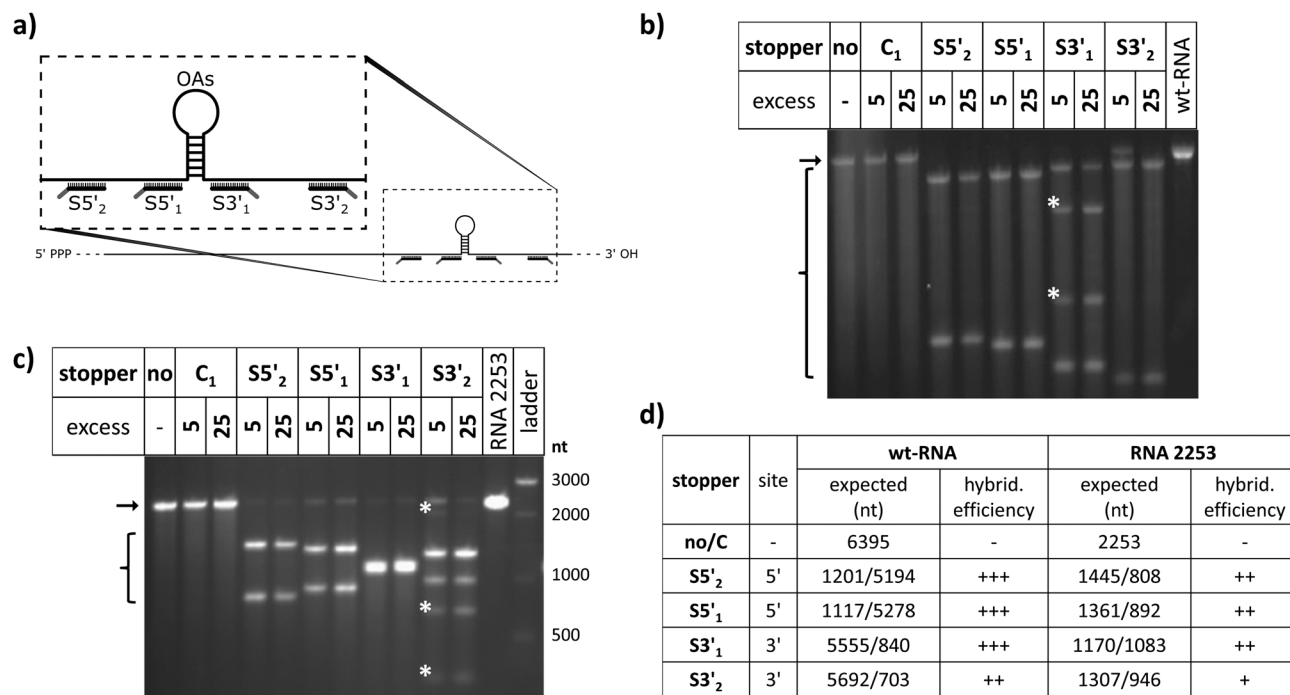 a)
OAs
S5'₂ S5'₁ S3'₁ S3'₂
5' PPP 3' OH
b)
stopper no C₁ S5'₂ S5'₁ S3'₁ S3'₂ wt-RNA
excess - 5 25 5 25 5 25 5 25 5 25
*
*
c)
stopper no C₁ S5'₂ S5'₁ S3'₁ S3'₂ RNA 2253 ladder
excess - 5 25 5 25 5 25 5 25 5 25
nt
3000
*
2000
1000
*
500
*
d)
stopper site wt-RNA RNA 2253
expected hybrid. expected hybrid.
(nt) efficiency (nt) efficiency
no/C - 6395 - 2253 -
S5'₂ 5' 1201/5194 +++ 1445/808 ++
S5'₁ 5' 1117/5278 +++ 1361/892 ++
S3'₁ 3' 5555/840 +++ 1170/1083 ++
S3'₂ 3' 5692/703 ++ 1307/946 +